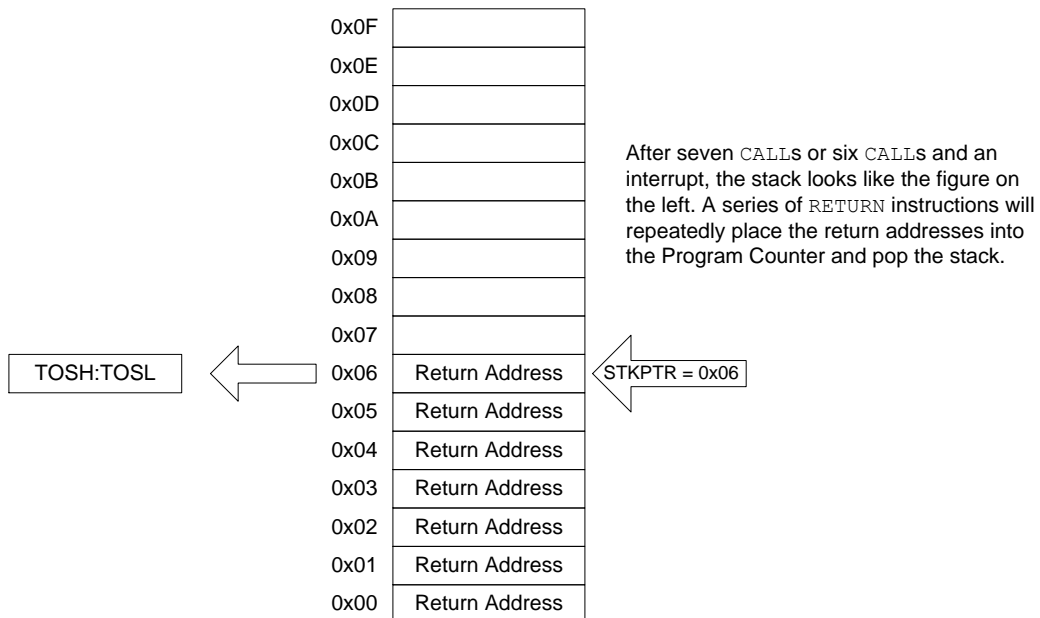 0x0F
0x0E
0x0D
0x0C
0x0B
0x0A
0x09
0x08
0x07
After seven CALLs or six CALLs and an
interrupt, the stack looks like the figure on
the left. A series of RETURN instructions will
repeatedly place the return addresses into
the Program Counter and pop the stack.
TOSH:TOSL
0x06 Return Address
STKPTR = 0x06
0x05 Return Address
0x04 Return Address
0x03 Return Address
0x02 Return Address
0x01 Return Address
0x00 Return Address